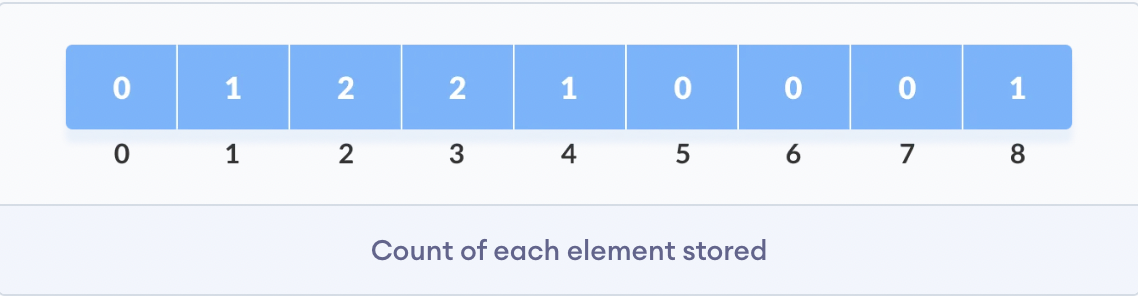 0 1 2 2 1 0 0 0 1
0 1 2 3 4 5 6 7 8
Count of each element stored